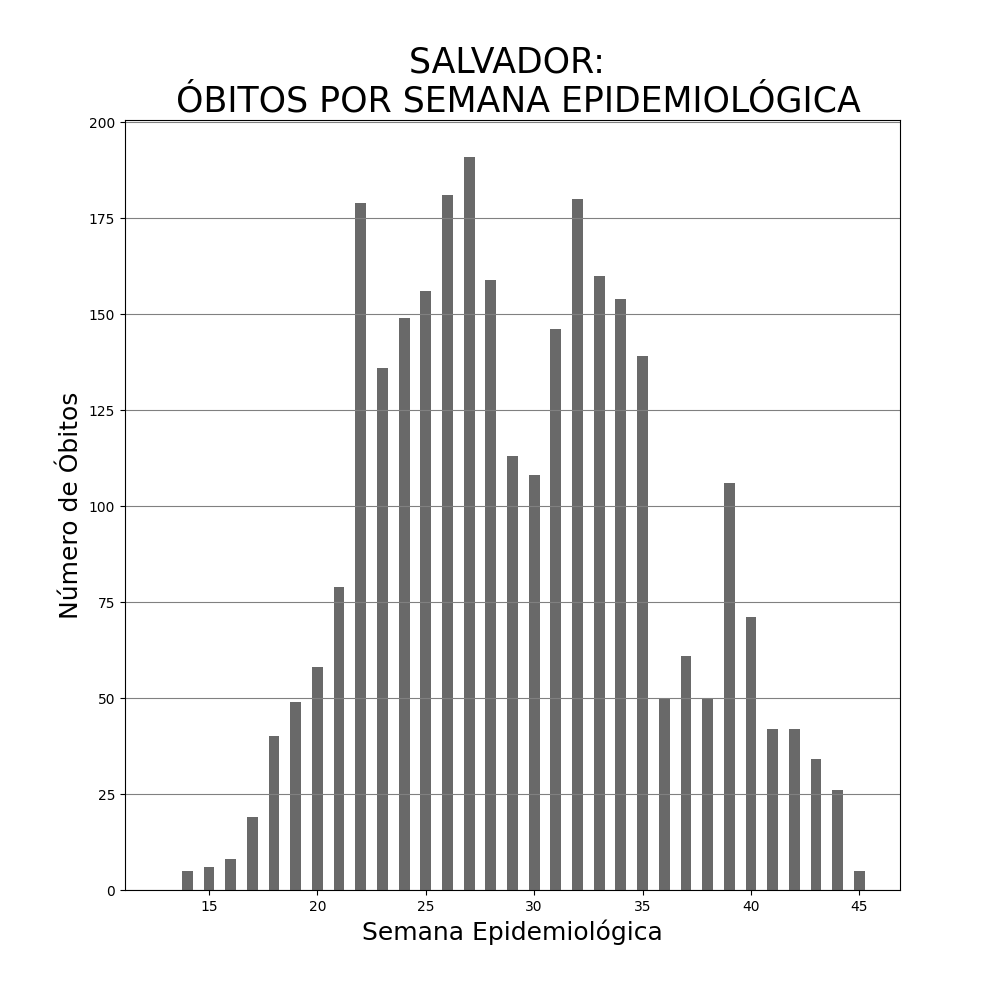 SALVADOR:
ÓBITOS POR SEMANA EPIDEMIOLÓGICA
200
175
150
125
100
75
50
25
0
Número de Óbitos
15 20 25 30 35 40 45
Semana Epidemiológica